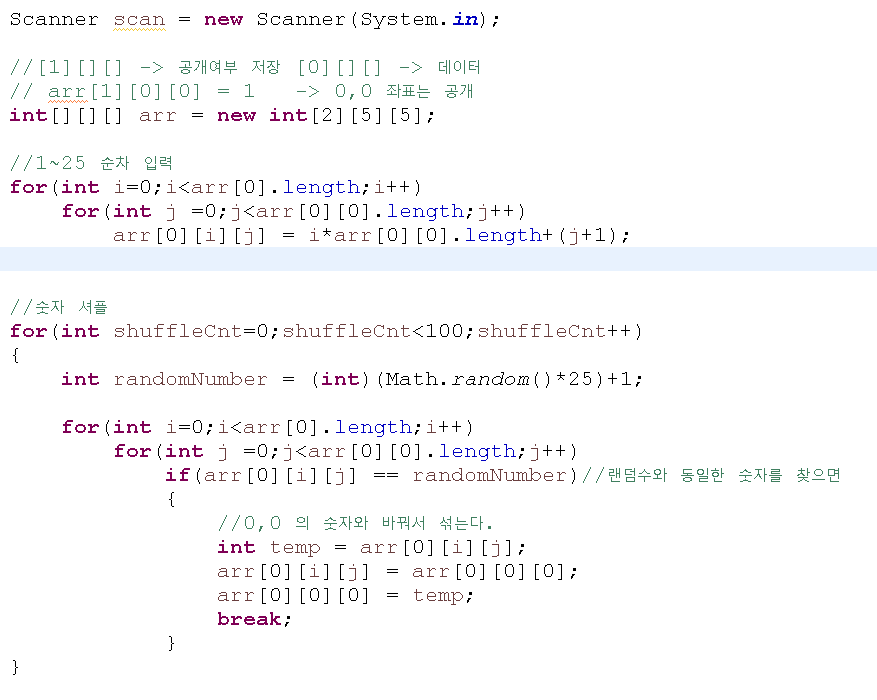 Scanner scan = new Scanner(System.in);
//[1][][] -> 공개여부 저장 [0][][] -> 데이터
// arr[1][0][0] = 1   -> 0,0 좌표는 공개
int[][][] arr = new int[2][5][5];
//1~25 순차 입력
for(int i=0;i<arr[0].length;i++)
    for(int j =0;j<arr[0][0].length;j++)
        arr[0][i][j] = i*arr[0][0].length+(j+1);
//숫자 셔플
for(int shuffleCnt=0;shuffleCnt<100;shuffleCnt++)
{
    int randomNumber = (int)(Math.random()*25)+1;
    for(int i=0;i<arr[0].length;i++)
        for(int j =0;j<arr[0][0].length;j++)
            if(arr[0][i][j] == randomNumber)//랜덤수와 동일한 숫자를 찾으면
            {
                //0,0 의 숫자와 바꿔서 섞는다.
                int temp = arr[0][i][j];
                arr[0][i][j] = arr[0][0][0];
                arr[0][0][0] = temp;
                break;
            }
}